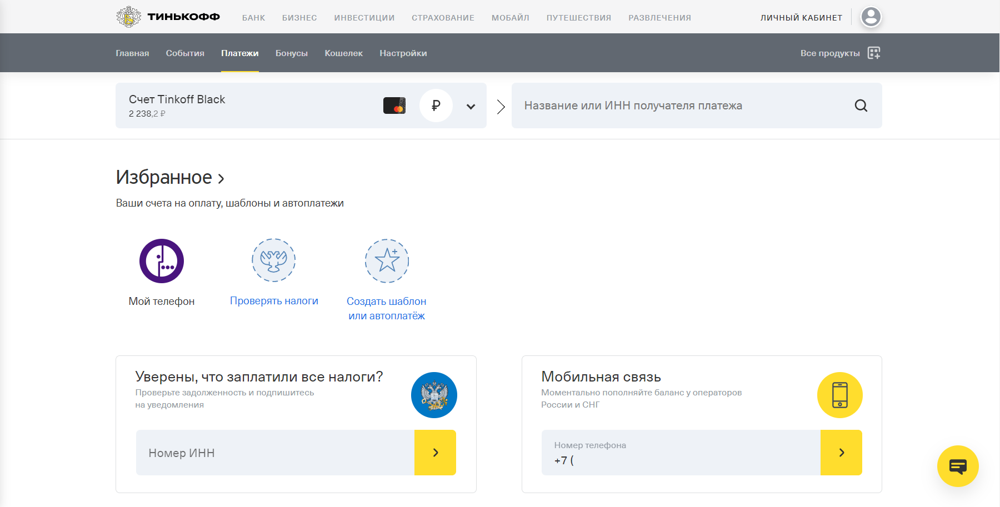 ТИНЬКОФФ
БАНК
БИЗНЕС
ИНВЕСТИЦИИ
СТРАХОВАНИЕ
МОБАЙЛ
ПУТЕШЕСТВИЯ
РАЗВЛЕЧЕНИЯ
ЛИЧНЫЙ КАБИНЕТ
Главная
События
Платежи
Бонусы
Кошелек
Настройки
Все продукты
Счет Tinkoff Black
2 238,2 ₽
₽
Название или ИНН получателя платежа
Избранное
Ваши счета на оплату, шаблоны и автоплатежи
Мой телефон
Проверять налоги
Создать шаблон
или автоплатёж
Уверены, что заплатили все налоги?
Проверьте задолженность и подпишитесь
на уведомления
Номер ИНН
Мобильная связь
Моментально пополняйте баланс у операторов
России и СНГ
Номер телефона
+7 (